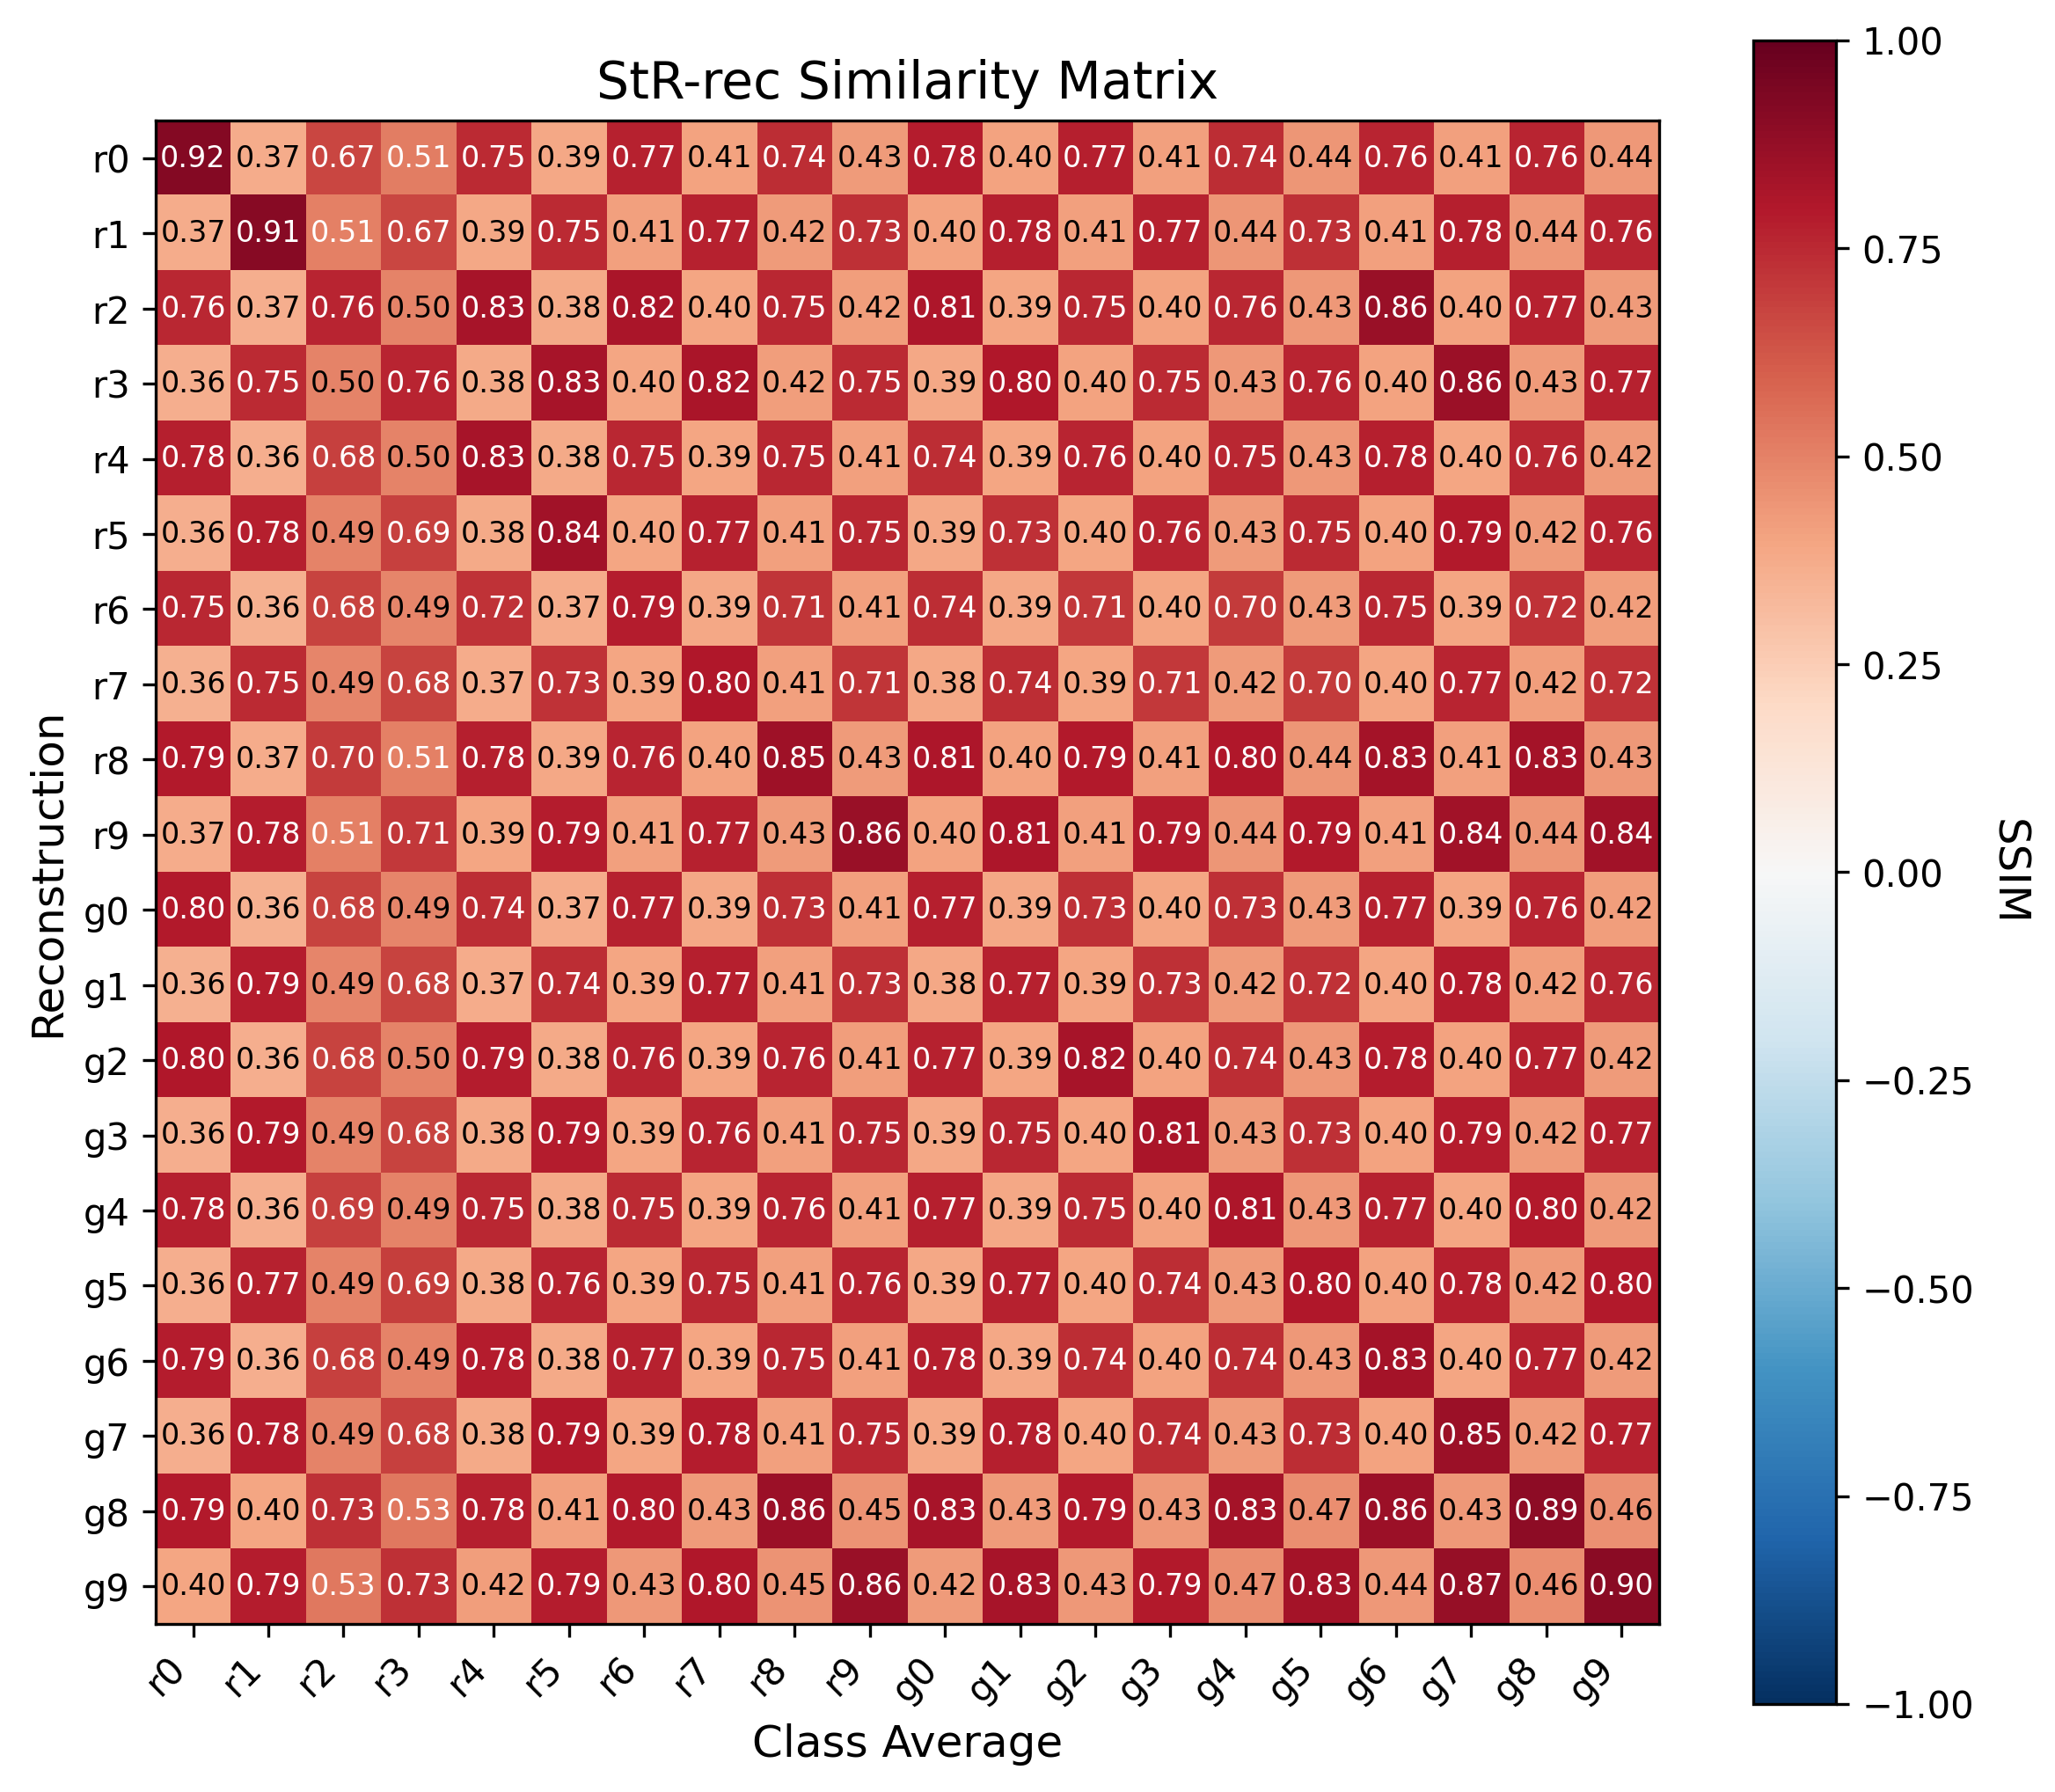 StR-rec Similarity Matrix
r0 0.92 0.37 0.67 0.51 0.75 0.39 0.77 0.41 0.74 0.43 0.78 0.40 0.77 0.41 0.74 0.44 0.76 0.41 0.76 0.44
r1 0.37 0.91 0.51 0.67 0.39 0.75 0.41 0.77 0.42 0.73 0.40 0.78 0.41 0.77 0.44 0.73 0.41 0.78 0.44 0.76
r2 0.76 0.37 0.76 0.50 0.83 0.38 0.82 0.40 0.75 0.42 0.81 0.39 0.75 0.40 0.76 0.43 0.86 0.40 0.77 0.43
r3 0.36 0.75 0.50 0.76 0.38 0.83 0.40 0.82 0.42 0.75 0.39 0.80 0.40 0.75 0.43 0.76 0.40 0.86 0.43 0.77
r4 0.78 0.36 0.68 0.50 0.83 0.38 0.75 0.39 0.75 0.41 0.74 0.39 0.76 0.40 0.75 0.43 0.78 0.40 0.76 0.42
r5 0.36 0.78 0.49 0.69 0.38 0.84 0.40 0.77 0.41 0.75 0.39 0.73 0.40 0.76 0.43 0.75 0.40 0.79 0.42 0.76
r6 0.75 0.36 0.68 0.49 0.72 0.37 0.79 0.39 0.71 0.41 0.74 0.39 0.71 0.40 0.70 0.43 0.75 0.39 0.72 0.42
r7 0.36 0.75 0.49 0.68 0.37 0.73 0.39 0.80 0.41 0.71 0.38 0.74 0.39 0.71 0.42 0.70 0.40 0.77 0.42 0.72
r8 0.79 0.37 0.70 0.51 0.78 0.39 0.76 0.40 0.85 0.43 0.81 0.40 0.79 0.41 0.80 0.44 0.83 0.41 0.83 0.43
r9 0.37 0.78 0.51 0.71 0.39 0.79 0.41 0.77 0.43 0.86 0.40 0.81 0.41 0.79 0.44 0.79 0.41 0.84 0.44 0.84
g0 0.80 0.36 0.68 0.49 0.74 0.37 0.77 0.39 0.73 0.41 0.77 0.39 0.73 0.40 0.73 0.43 0.77 0.39 0.76 0.42
g1 0.36 0.79 0.49 0.68 0.37 0.74 0.39 0.77 0.41 0.73 0.38 0.77 0.39 0.73 0.42 0.72 0.40 0.78 0.42 0.76
g2 0.80 0.36 0.68 0.50 0.79 0.38 0.76 0.39 0.76 0.41 0.77 0.39 0.82 0.40 0.74 0.43 0.78 0.40 0.77 0.42
g3 0.36 0.79 0.49 0.68 0.38 0.79 0.39 0.76 0.41 0.75 0.39 0.75 0.40 0.81 0.43 0.73 0.40 0.79 0.42 0.77
g4 0.78 0.36 0.69 0.49 0.75 0.38 0.75 0.39 0.76 0.41 0.77 0.39 0.75 0.40 0.81 0.43 0.77 0.40 0.80 0.42
g5 0.36 0.77 0.49 0.69 0.38 0.76 0.39 0.75 0.41 0.76 0.39 0.77 0.40 0.74 0.43 0.80 0.40 0.78 0.42 0.80
g6 0.79 0.36 0.68 0.49 0.78 0.38 0.77 0.39 0.75 0.41 0.78 0.39 0.74 0.40 0.74 0.43 0.83 0.40 0.77 0.42
g7 0.36 0.78 0.49 0.68 0.38 0.79 0.39 0.78 0.41 0.75 0.39 0.78 0.40 0.74 0.43 0.73 0.40 0.85 0.42 0.77
g8 0.79 0.40 0.73 0.53 0.78 0.41 0.80 0.43 0.86 0.45 0.83 0.43 0.79 0.43 0.83 0.47 0.86 0.43 0.89 0.46
g9 0.40 0.79 0.53 0.73 0.42 0.79 0.43 0.80 0.45 0.86 0.42 0.83 0.43 0.79 0.47 0.83 0.44 0.87 0.46 0.90
r0 r1 r2 r3 r4 r5 r6 r7 r8 r9 g0 g1 g2 g3 g4 g5 g6 g7 g8 g9
Class Average
Reconstruction
1.00
0.75
0.50
0.25
0.00
−0.25
−0.50
−0.75
−1.00
SSIM